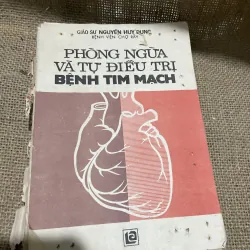 GIÁO SƯ NGUYỄN HUY DUNG
BỆNH VIỆN CHỢ RẪY
PHÒNG NGỪA
VÀ TỰ ĐIỀU TRỊ
BỆNH TIM MẠCH